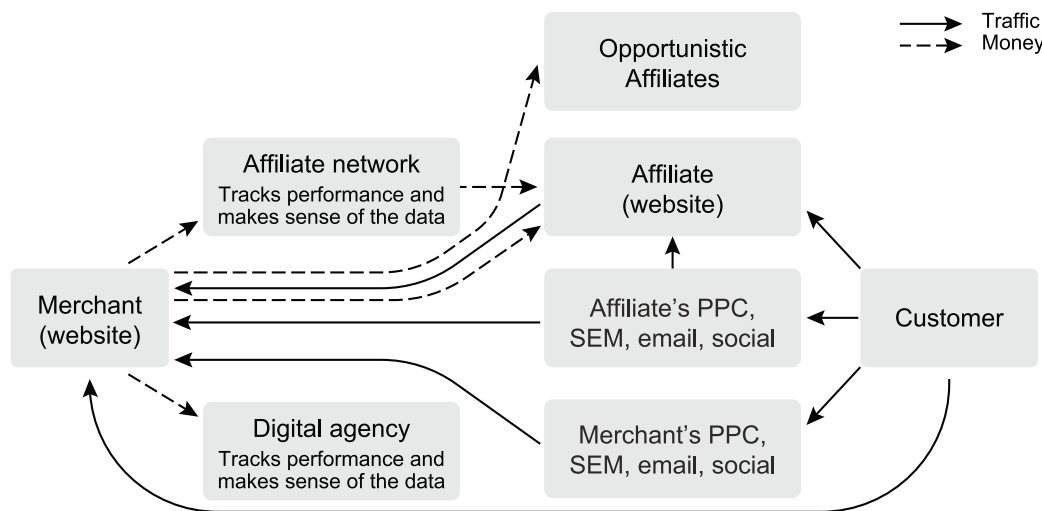 Traffic
Money
Opportunistic
Affiliates
Affiliate network
Tracks performance and
makes sense of the data
Affiliate
(website)
Merchant
(website)
Affiliate’s PPC,
SEM, email, social
Customer
Digital agency
Tracks performance and
makes sense of the data
Merchant’s PPC,
SEM, email, social